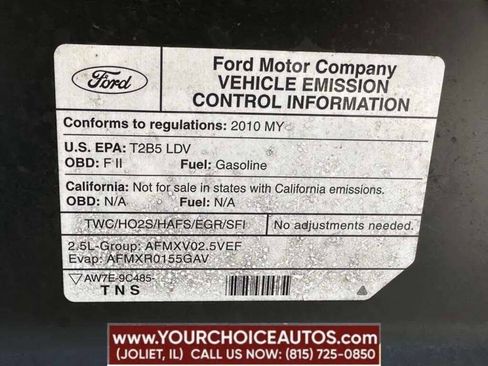 Ford
Ford Motor Company
VEHICLE EMISSION
CONTROL INFORMATION
Conforms to regulations: 2010 MY
U.S. EPA: T2B5 LDV
OBD: F II Fuel: Gasoline
California: Not for sale in states with California emissions.
OBD: N/A Fuel: N/A
TWC/HO2S/HAFS/EGR/SFI No adjustments needed.
2.5L-Group: AFMXV02.5VEF
Evap: AFMXR0155GAV
AW7E-9C485-
TNS
WWW.YOURCHOICEAUTOS.COM
(JOLIET, IL) CALL US NOW! (815) 725-0850